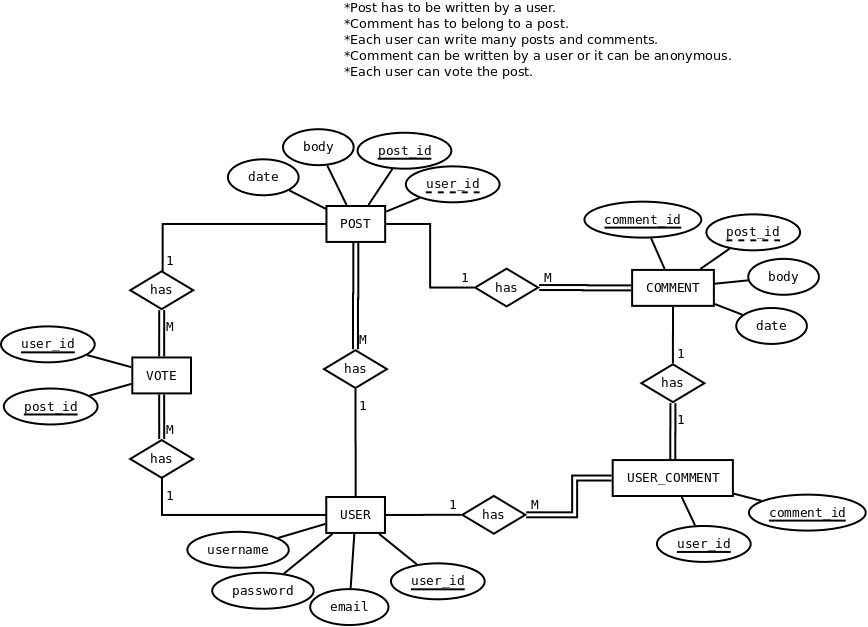 *Post has to be written by a user.
*Comment has to belong to a post.
*Each user can write many posts and comments.
*Comment can be written by a user or it can be anonymous.
*Each user can vote the post.
body
post_id
date
user_id
POST
comment_id
post_id
body
COMMENT
date
1
has
M
1
has
M
user_id
VOTE
post_id
M
has
1
M
has
1
1
has
1
USER_COMMENT
comment_id
user_id
1
has
M
USER
username
password
email
user_id